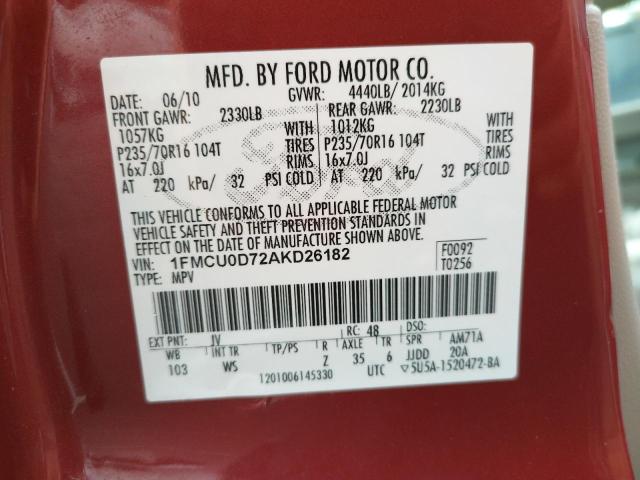 MFD. BY FORD MOTOR CO.
DATE: 06/10 GVWR: 4440LB/ 2014KG
FRONT GAWR: 2330LB REAR GAWR: 2230LB
1057KG WITH 1012KG WITH
P235/70R16 104T TIRES P235/70R16 104T TIRES
16x7.0J RIMS 16x7.0J RIMS
AT 220 kPa/ 32 PSI COLD AT 220 kPa/ 32 PSI COLD
THIS VEHICLE CONFORMS TO ALL APPLICABLE FEDERAL MOTOR
VEHICLE SAFETY AND THEFT PREVENTION STANDARDS IN
EFFECT ON THE DATE OF MANUFACTURE SHOWN ABOVE.
VIN: 1FMCU0D72AKD26182 F0092
TYPE: MPV T0256
EXT PNT: JV RC: 48 DSO:
WB INT TR TP/PS R AXLE TR SPR AM71A
103 WS Z 35 6 JJDD 20A
1201006145330 UTC ▽5U5A-1520472-BA